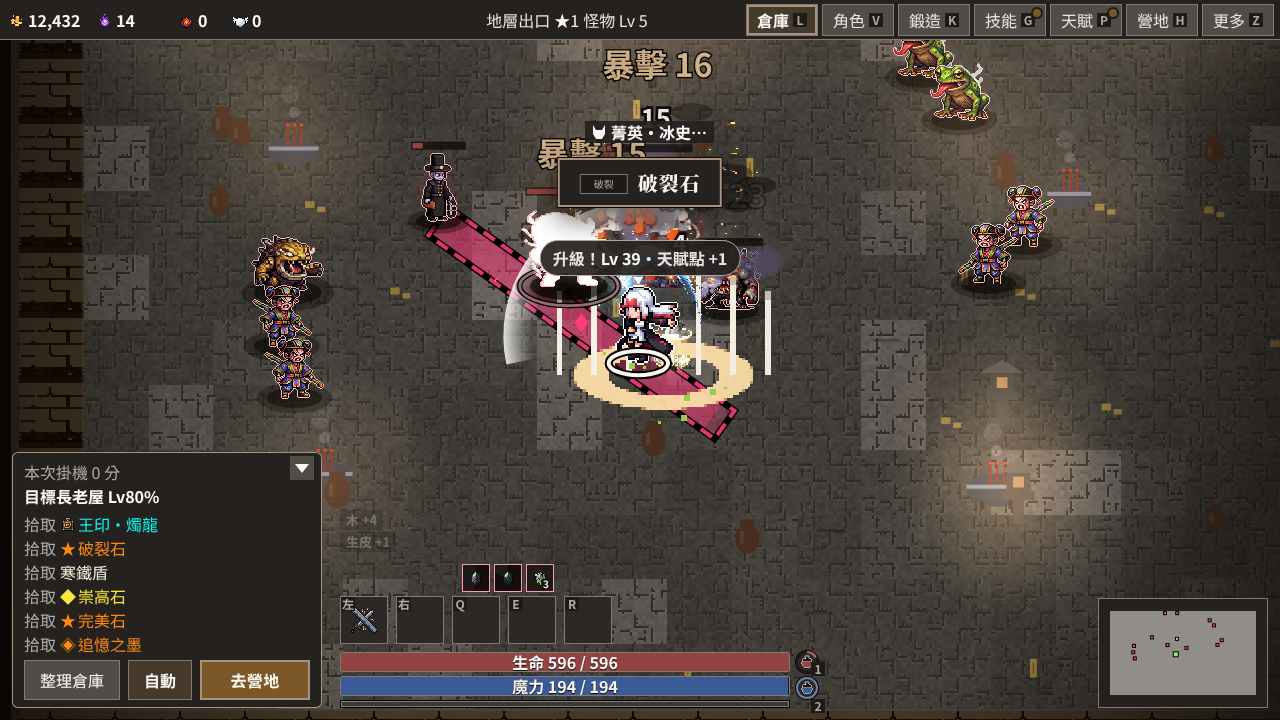 12,432 14 0 0
地層出口 ★1 怪物 Lv 5
倉庫 L
角色 V
鍛造 K
技能 G
天賦 P
營地 H
更多 Z
暴擊 16
15
菁英・冰史…
暴擊 15
破裂 破裂石
升級！Lv 39・天賦點 +1
本次掛機 0 分
目標長老屋 Lv80%
拾取 王印・燭龍
拾取 ★破裂石
拾取 寒鐵盾
拾取 ◆崇高石
拾取 ★完美石
拾取 ◈追憶之墨
整理倉庫
自動
去營地
木 +4
生皮 +1
3
左
右
Q
E
R
生命 596 / 596
1
魔力 194 / 194
2